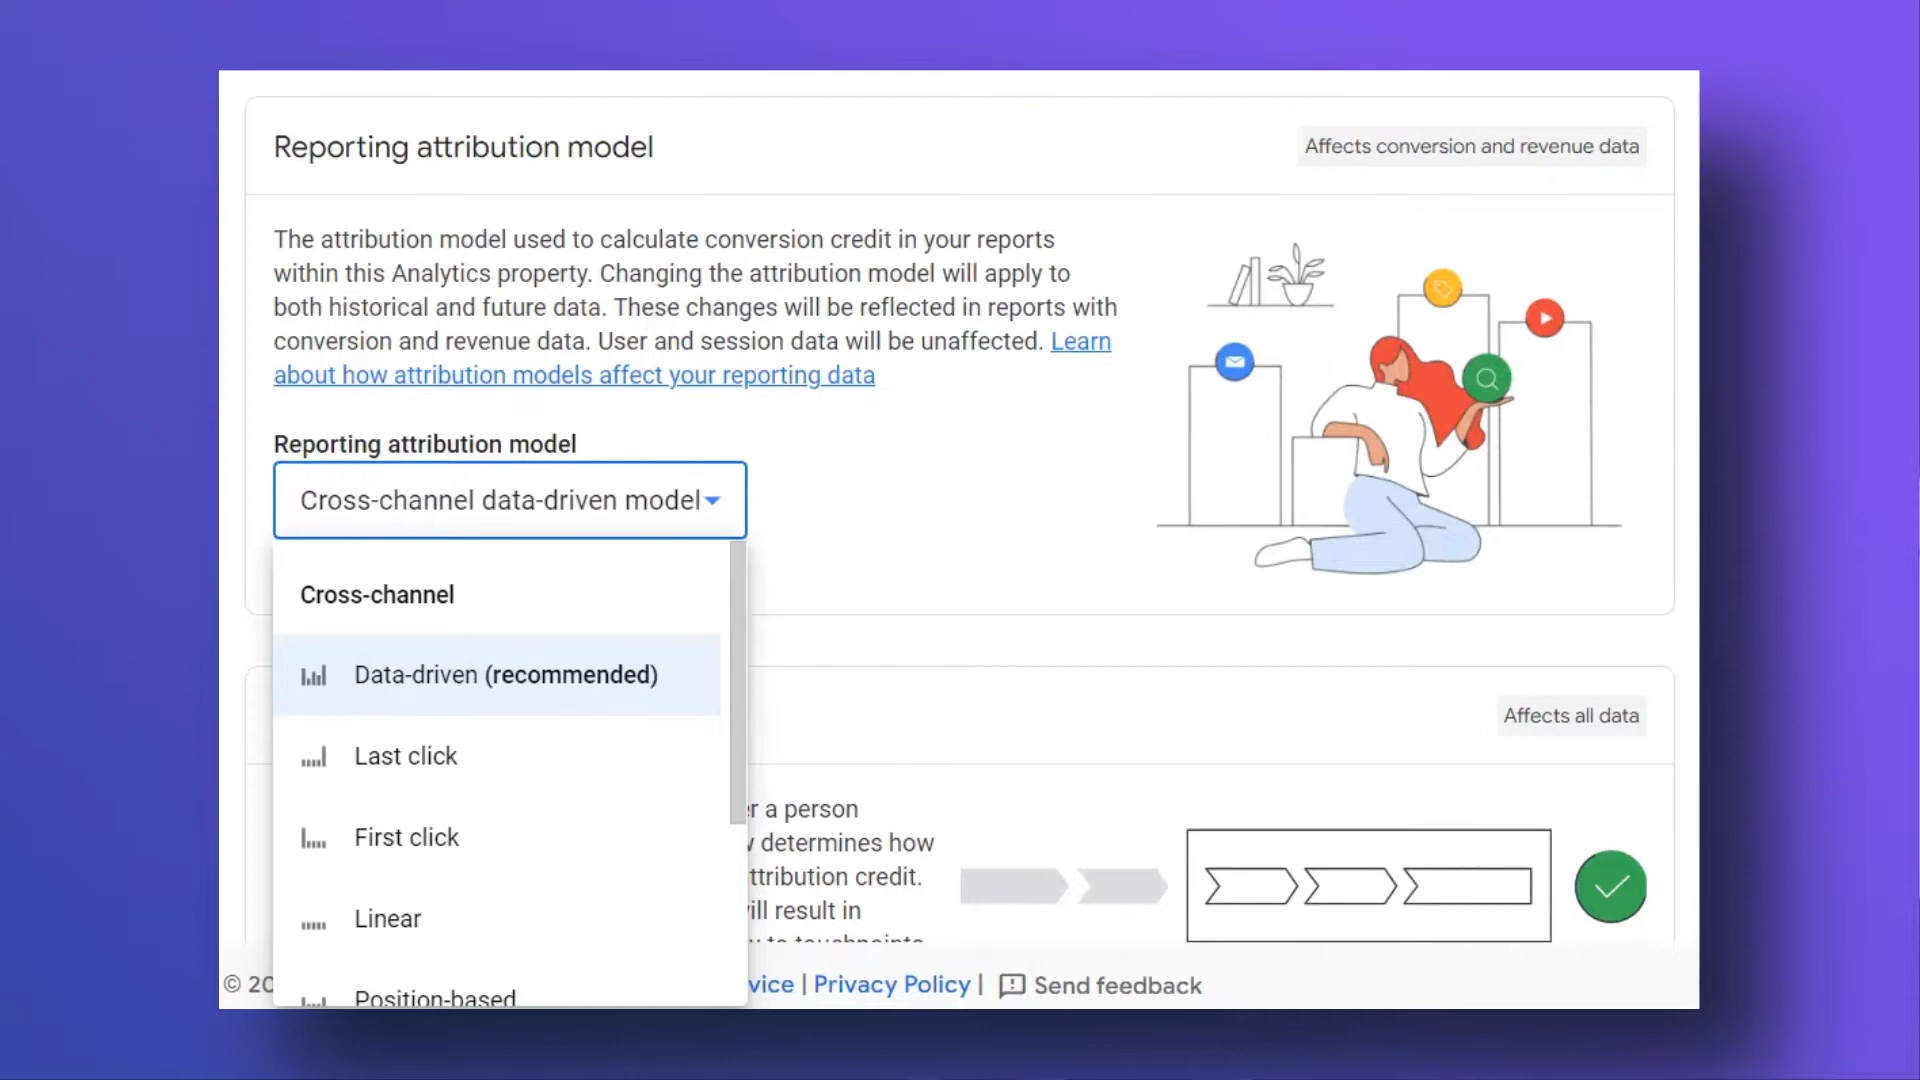 Reporting attribution model
Affects conversion and revenue data
The attribution model used to calculate conversion credit in your reports
within this Analytics property. Changing the attribution model will apply to
both historical and future data. These changes will be reflected in reports with
conversion and revenue data. User and session data will be unaffected. Learn
about how attribution models affect your reporting data
Reporting attribution model
Cross-channel data-driven model
Cross-channel
Data-driven (recommended)
Last click
First click
Linear
Position-based
Affects all data
a person
determines how
ttribution credit.
ill result in
to touchpoints
© 20
vice | Privacy Policy |
Send feedback